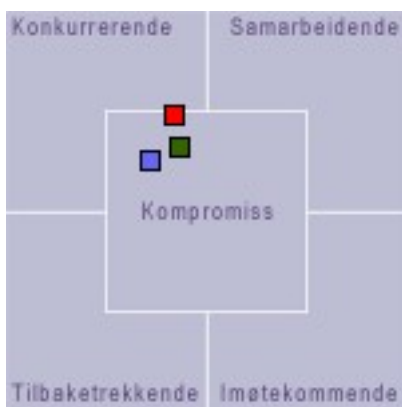 Konkurrerende
Samarbeidende
Kompromiss
Tilbaketrekkende
Imøtekommende